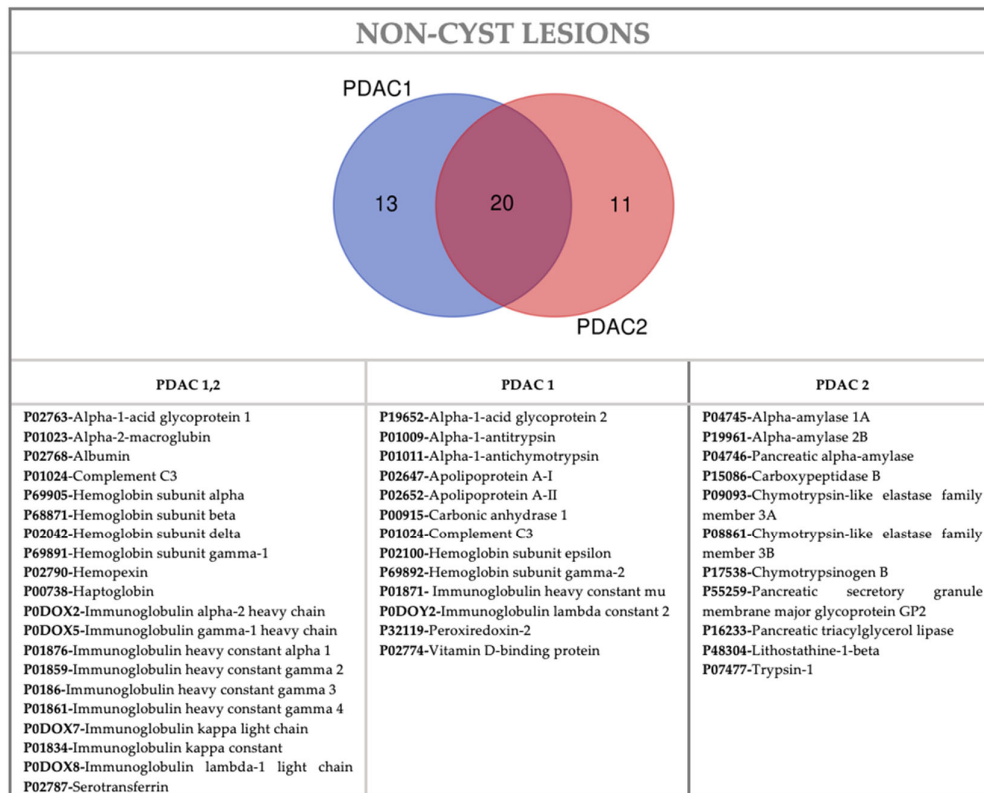 NON-CYST LESIONS
PDAC1
13
20
11
PDAC2
PDAC 1,2
P02763-Alpha-1-acid glycoprotein 1
P01023-Alpha-2-macroglubin
P02768-Albumin
P01024-Complement C3
P69905-Hemoglobin subunit alpha
P68871-Hemoglobin subunit beta
P02042-Hemoglobin subunit delta
P69891-Hemoglobin subunit gamma-1
P02790-Hemopexin
P00738-Haptoglobin
P0DOX2-Immunoglobulin alpha-2 heavy chain
P0DOX5-Immunoglobulin gamma-1 heavy chain
P01876-Immunoglobulin heavy constant alpha 1
P01859-Immunoglobulin heavy constant gamma 2
P0186-Immunoglobulin heavy constant gamma 3
P01861-Immunoglobulin heavy constant gamma 4
P0DOX7-Immunoglobulin kappa light chain
P01834-Immunoglobulin kappa constant
P0DOX8-Immunoglobulin lambda-1 light chain
P02787-Serotransferrin
PDAC 1
P19652-Alpha-1-acid glycoprotein 2
P01009-Alpha-1-antitrypsin
P01011-Alpha-1-antichymotrypsin
P02647-Apolipoprotein A-I
P02652-Apolipoprotein A-II
P00915-Carbonic anhydrase 1
P01024-Complement C3
P02100-Hemoglobin subunit epsilon
P69892-Hemoglobin subunit gamma-2
P01871- Immunoglobulin heavy constant mu
P0DOY2-Immunoglobulin lambda constant 2
P32119-Peroxiredoxin-2
P02774-Vitamin D-binding protein
PDAC 2
P04745-Alpha-amylase 1A
P19961-Alpha-amylase 2B
P04746-Pancreatic alpha-amylase
P15086-Carboxypeptidase B
P09093-Chymotrypsin-like elastase family
member 3A
P08861-Chymotrypsin-like elastase family
member 3B
P17538-Chymotrypsinogen B
P55259-Pancreatic secretory granule
membrane major glycoprotein GP2
P16233-Pancreatic triacylglycerol lipase
P48304-Lithostathine-1-beta
P07477-Trypsin-1